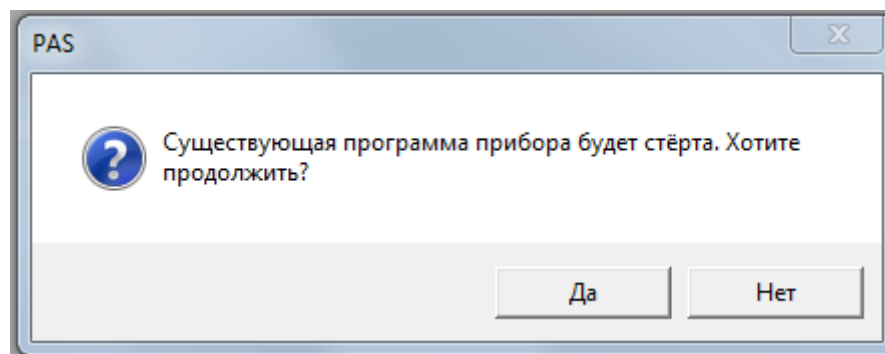 PAS
Существующая программа прибора будет стёрта. Хотите
продолжить?
Да
Нет